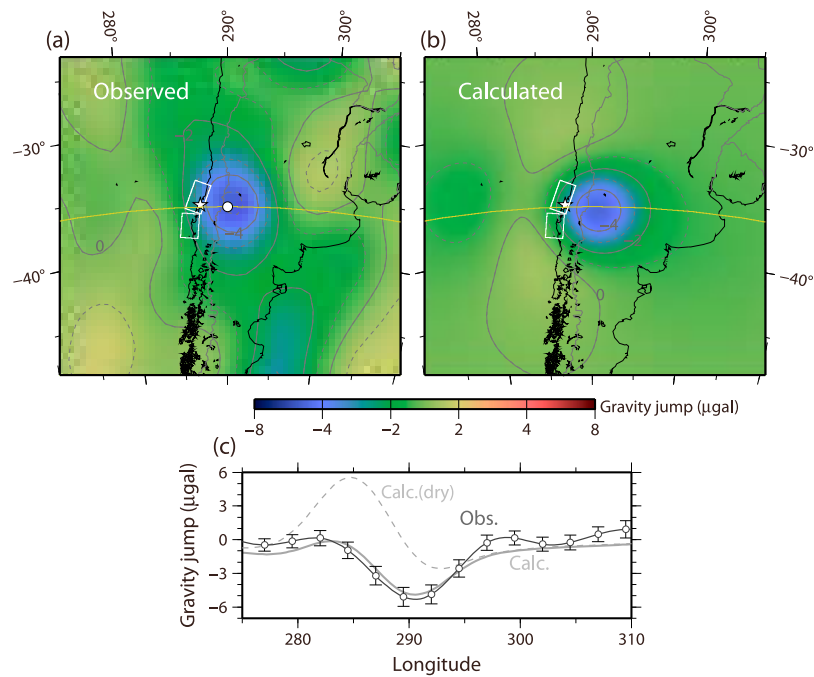 (a)
280°
290°
300°
(b)
280°
290°
300°
Observed
Calculated
−30°
−30°
0
−4
−4
0
−40°
−40°
Gravity jump (μgal)
−8
−4
−2
2
4
8
(c)
6
3
0
−3
−6
Gravity jump (μgal)
Calc.(dry)
Obs.
Calc.
280
290
300
310
Longitude